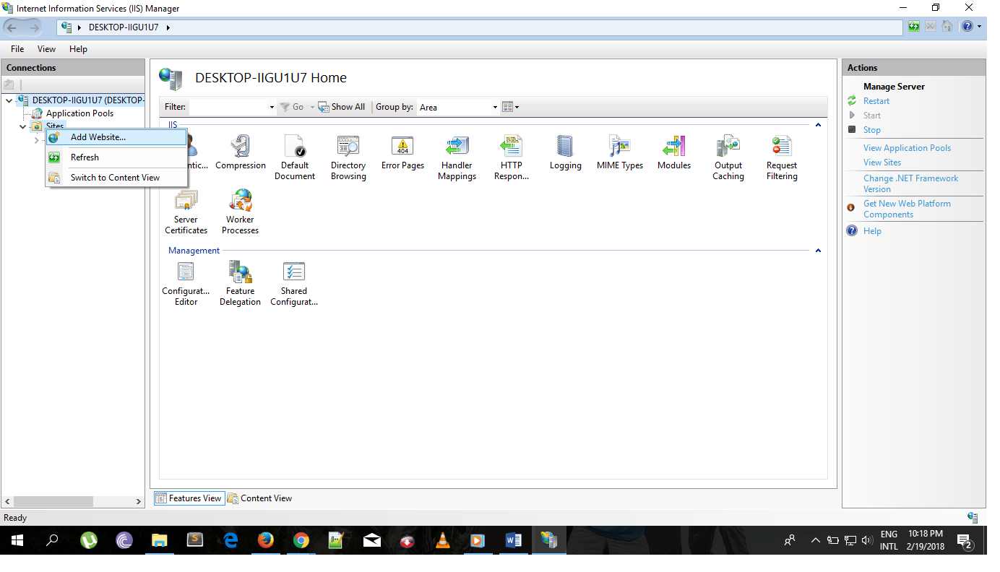 Internet Information Services (IIS) Manager
DESKTOP-IIGU1U7
File View Help
Connections
DESKTOP-IIGU1U7 (DESKTOP-
Application Pools
Sites
Add Website...
Refresh
Switch to Content View
DESKTOP-IIGU1U7 Home
Filter: Go Show All Group by: Area
IIS
ntic... Compression Default Document Directory Browsing Error Pages Handler Mappings HTTP Respon... Logging MIME Types Modules Output Caching Request Filtering
Server Certificates Worker Processes
Management
Configurat... Editor Feature Delegation Shared Configurat...
Features View Content View
Actions
Manage Server
Restart
Start
Stop
View Application Pools
View Sites
Change .NET Framework
Version
Get New Web Platform
Components
Help
Ready
ENG
INTL
10:18 PM
2/19/2018
2